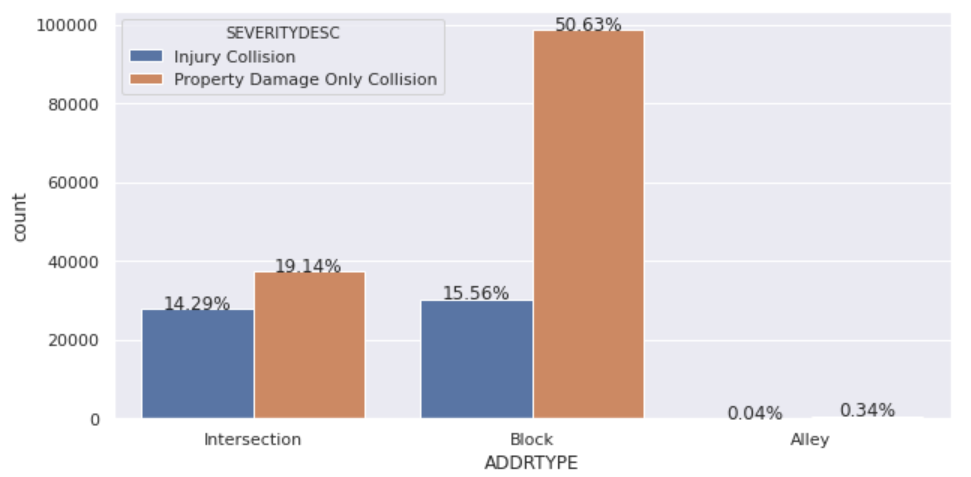 SEVERITYDESC
Injury Collision
Property Damage Only Collision
count
100000
80000
60000
40000
20000
0
14.29%
19.14%
15.56%
50.63%
0.04%
0.34%
Intersection
Block
Alley
ADDRTYPE